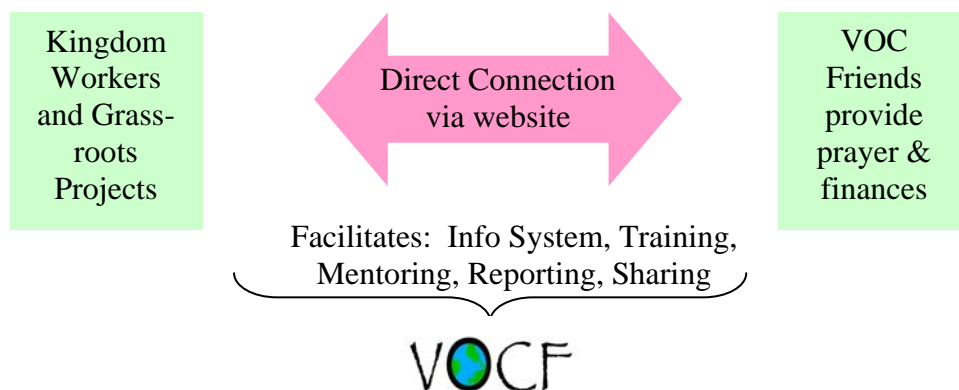 Kingdom
Workers
and Grass-
roots
Projects
Direct Connection
via website
VOC
Friends
provide
prayer &
finances
Facilitates:  Info System, Training,
Mentoring, Reporting, Sharing
VOCF